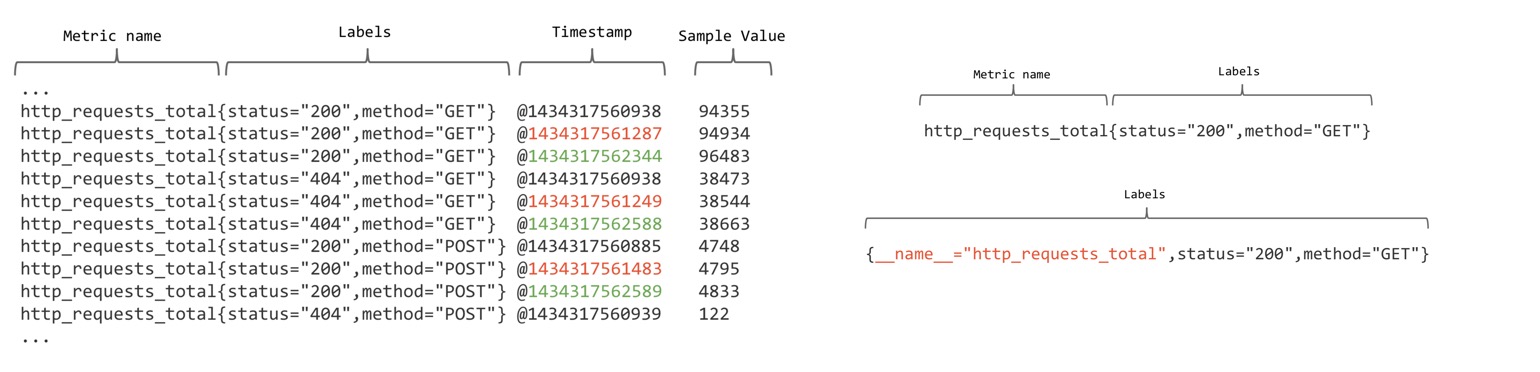 Metric name Labels Timestamp Sample Value
...
http_requests_total{status="200",method="GET"} @1434317560938 94355
http_requests_total{status="200",method="GET"} @1434317561287 94934
http_requests_total{status="200",method="GET"} @1434317562344 96483
http_requests_total{status="404",method="GET"} @1434317560938 38473
http_requests_total{status="404",method="GET"} @1434317561249 38544
http_requests_total{status="404",method="GET"} @1434317562588 38663
http_requests_total{status="200",method="POST"} @1434317560885 4748
http_requests_total{status="200",method="POST"} @1434317561483 4795
http_requests_total{status="200",method="POST"} @1434317562589 4833
http_requests_total{status="404",method="POST"} @1434317560939 122
...
Metric name Labels
http_requests_total{status="200",method="GET"}
Labels
{__name__="http_requests_total",status="200",method="GET"}